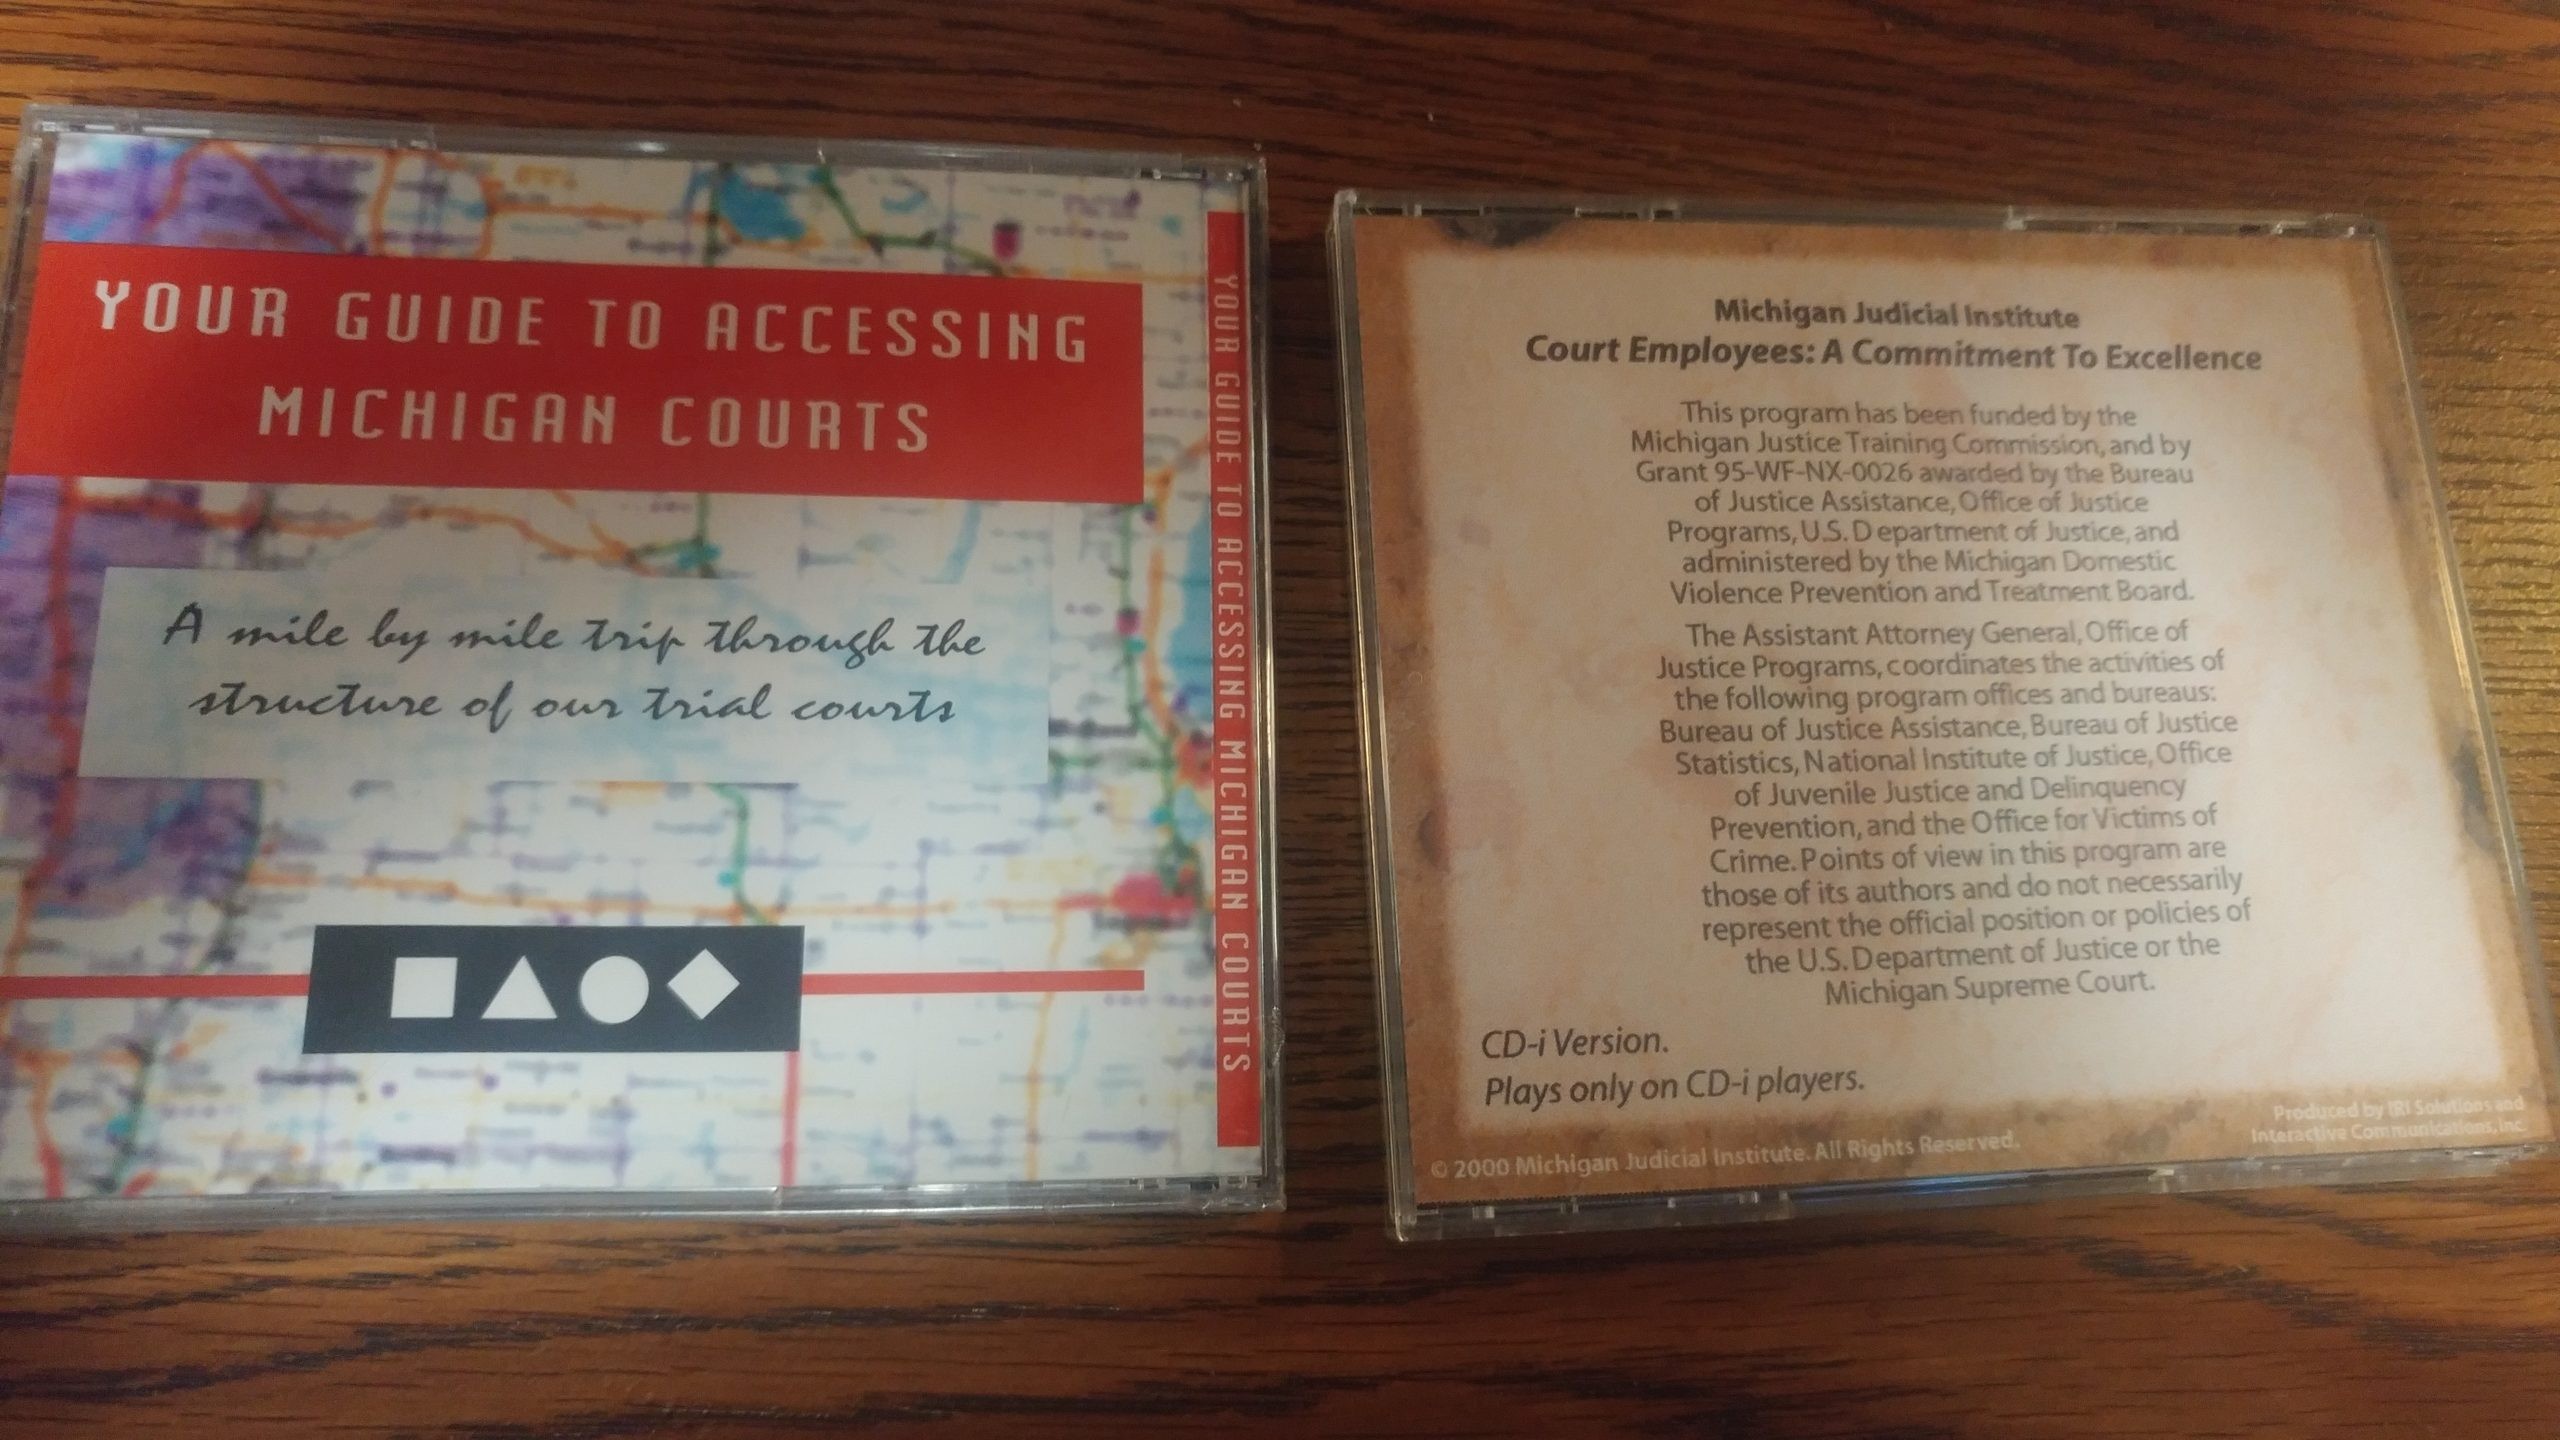 YOUR GUIDE TO ACCESSING
MICHIGAN COURTS
A mile by mile trip through the
structure of our trial courts
YOUR GUIDE TO ACCESSING MICHIGAN COURTS
Michigan Judicial Institute
Court Employees: A Commitment To Excellence
This program has been funded by the
Michigan Justice Training Commission, and by
Grant 95-WF-NX-0026 awarded by the Bureau
of Justice Assistance, Office of Justice
Programs, U.S. Department of Justice, and
administered by the Michigan Domestic
Violence Prevention and Treatment Board.
The Assistant Attorney General, Office of
Justice Programs, coordinates the activities of
the following program offices and bureaus:
Bureau of Justice Assistance, Bureau of Justice
Statistics, National Institute of Justice, Office
of Juvenile Justice and Delinquency
Prevention, and the Office for Victims of
Crime. Points of view in this program are
those of its authors and do not necessarily
represent the official position or policies of
the U.S. Department of Justice or the
Michigan Supreme Court.
CD-i Version.
Plays only on CD-i players.
© 2000 Michigan Judicial Institute. All Rights Reserved.
Produced by IRI Solutions and
Interactive Communications, Inc.